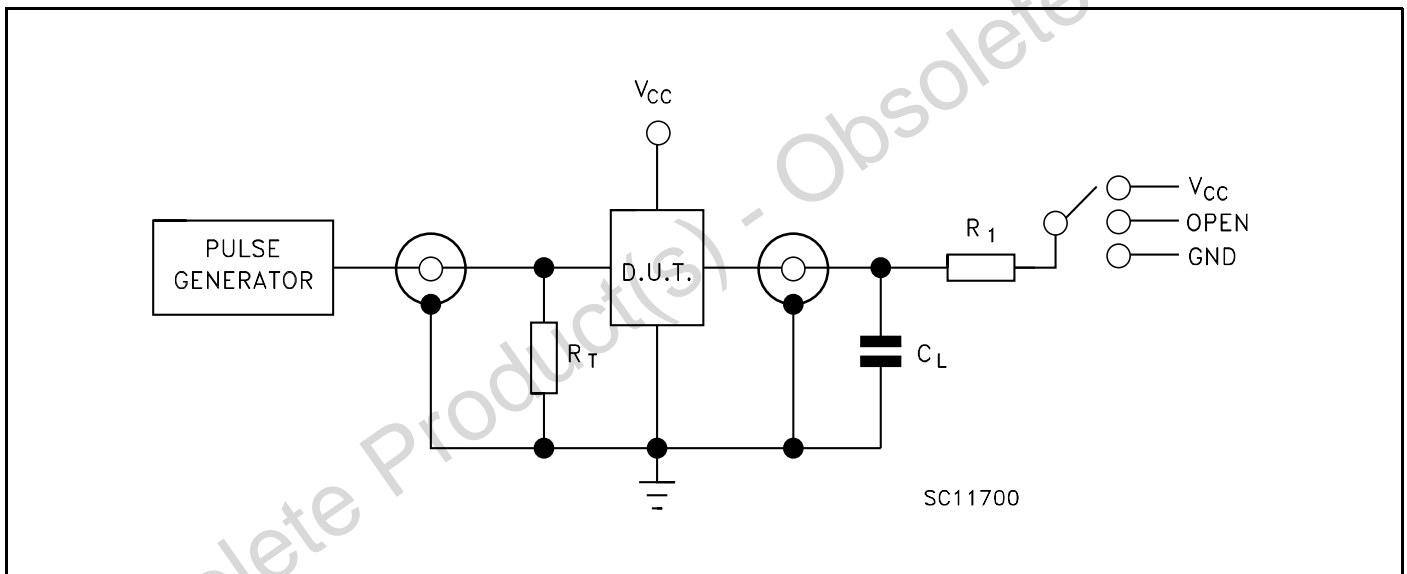 VCC
PULSE
GENERATOR
RT
D.U.T.
CL
R1
VCC
OPEN
GND
SC11700
Obsolete Product(s) - Obsolete